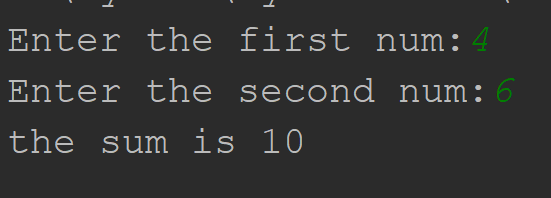 Enter the first num:4
Enter the second num:6
the sum is 10